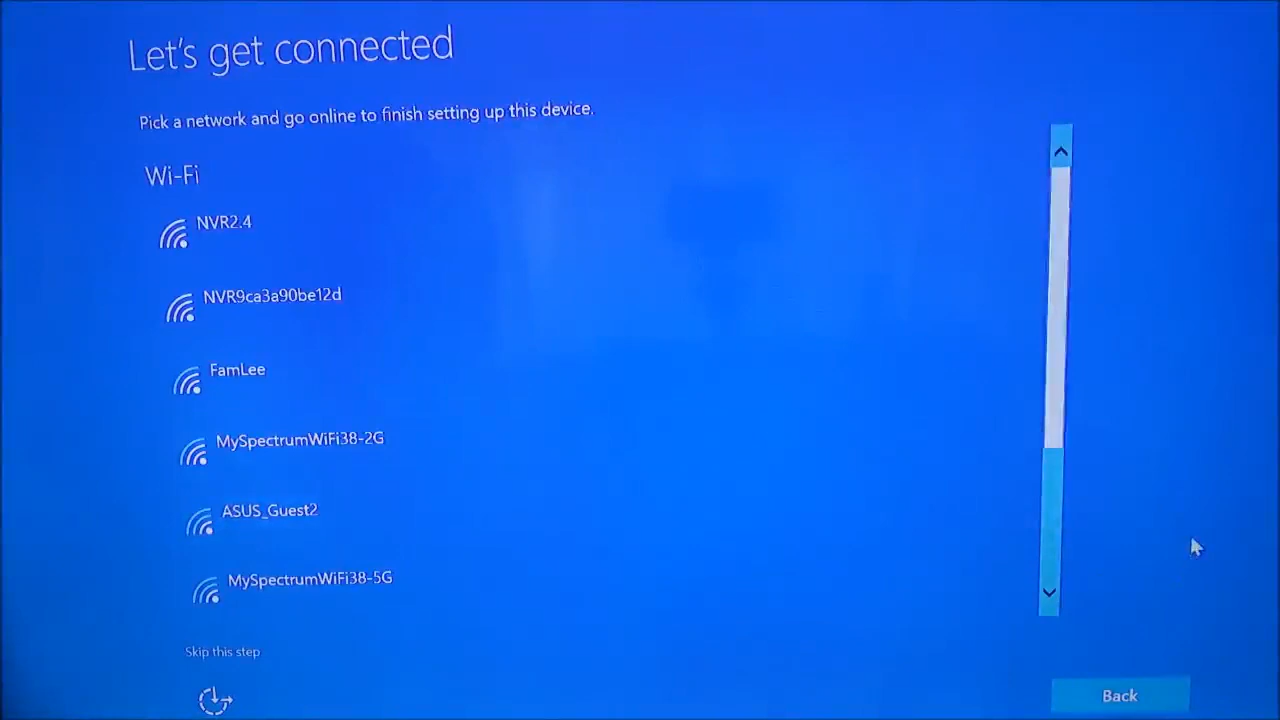 Let's get connected
Pick a network and go online to finish setting up this device.
Wi-Fi
NVR2.4
NVR9ca3a90be12d
FamLee
MySpectrumWiFi38-2G
ASUS_Guest2
MySpectrumWiFi38-5G
Skip this step
Back